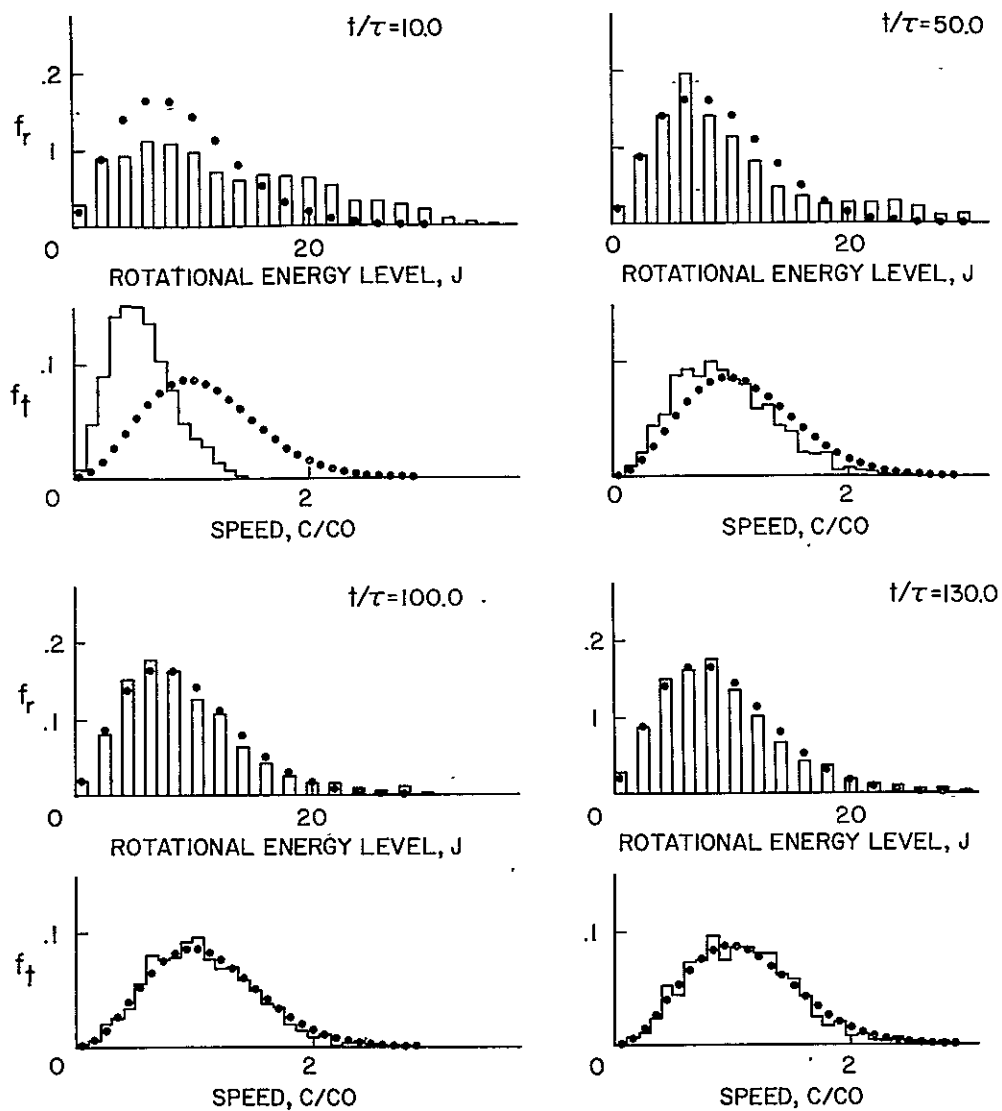 t/τ=10.0
.2
f_r
.1
0
20
ROTATIONAL ENERGY LEVEL, J
.1
f_t
0
2
SPEED, C/CO
t/τ=50.0
0
20
ROTATIONAL ENERGY LEVEL, J
0
2
SPEED, C/CO
t/τ=100.0
.2
f_r
.1
0
20
ROTATIONAL ENERGY LEVEL, J
.1
f_t
0
2
SPEED, C/CO
t/τ=130.0
.2
.1
0
20
ROTATIONAL ENERGY LEVEL, J
.1
0
2
SPEED, C/CO